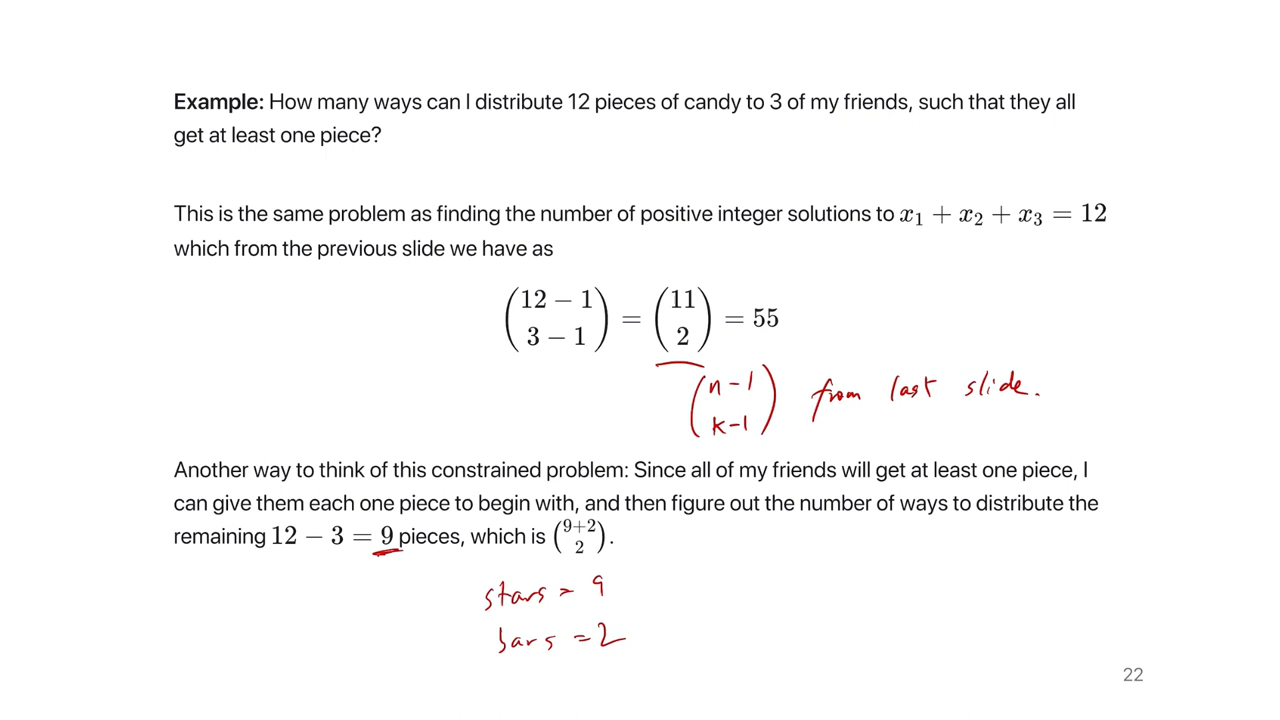 Example: How many ways can I distribute 12 pieces of candy to 3 of my friends, such that they all
get at least one piece?
This is the same problem as finding the number of positive integer solutions to x₁ + x₂ + x₃ = 12
which from the previous slide we have as
(12 − 1
3 − 1) = (11
2) = 55
(n-1
k-1) from last slide.
Another way to think of this constrained problem: Since all of my friends will get at least one piece, I
can give them each one piece to begin with, and then figure out the number of ways to distribute the
remaining 12 − 3 = 9 pieces, which is (9+2
2).
stars = 9
bars = 2
22